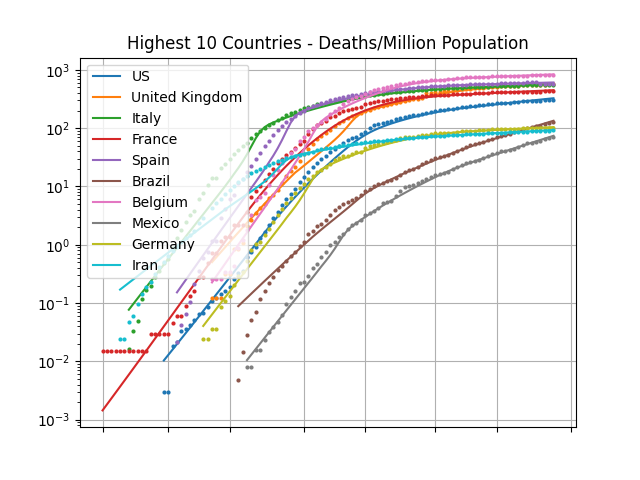 Highest 10 Countries - Deaths/Million Population
10³
10²
10¹
10⁰
10⁻¹
10⁻²
10⁻³
US
United Kingdom
Italy
France
Spain
Brazil
Belgium
Mexico
Germany
Iran